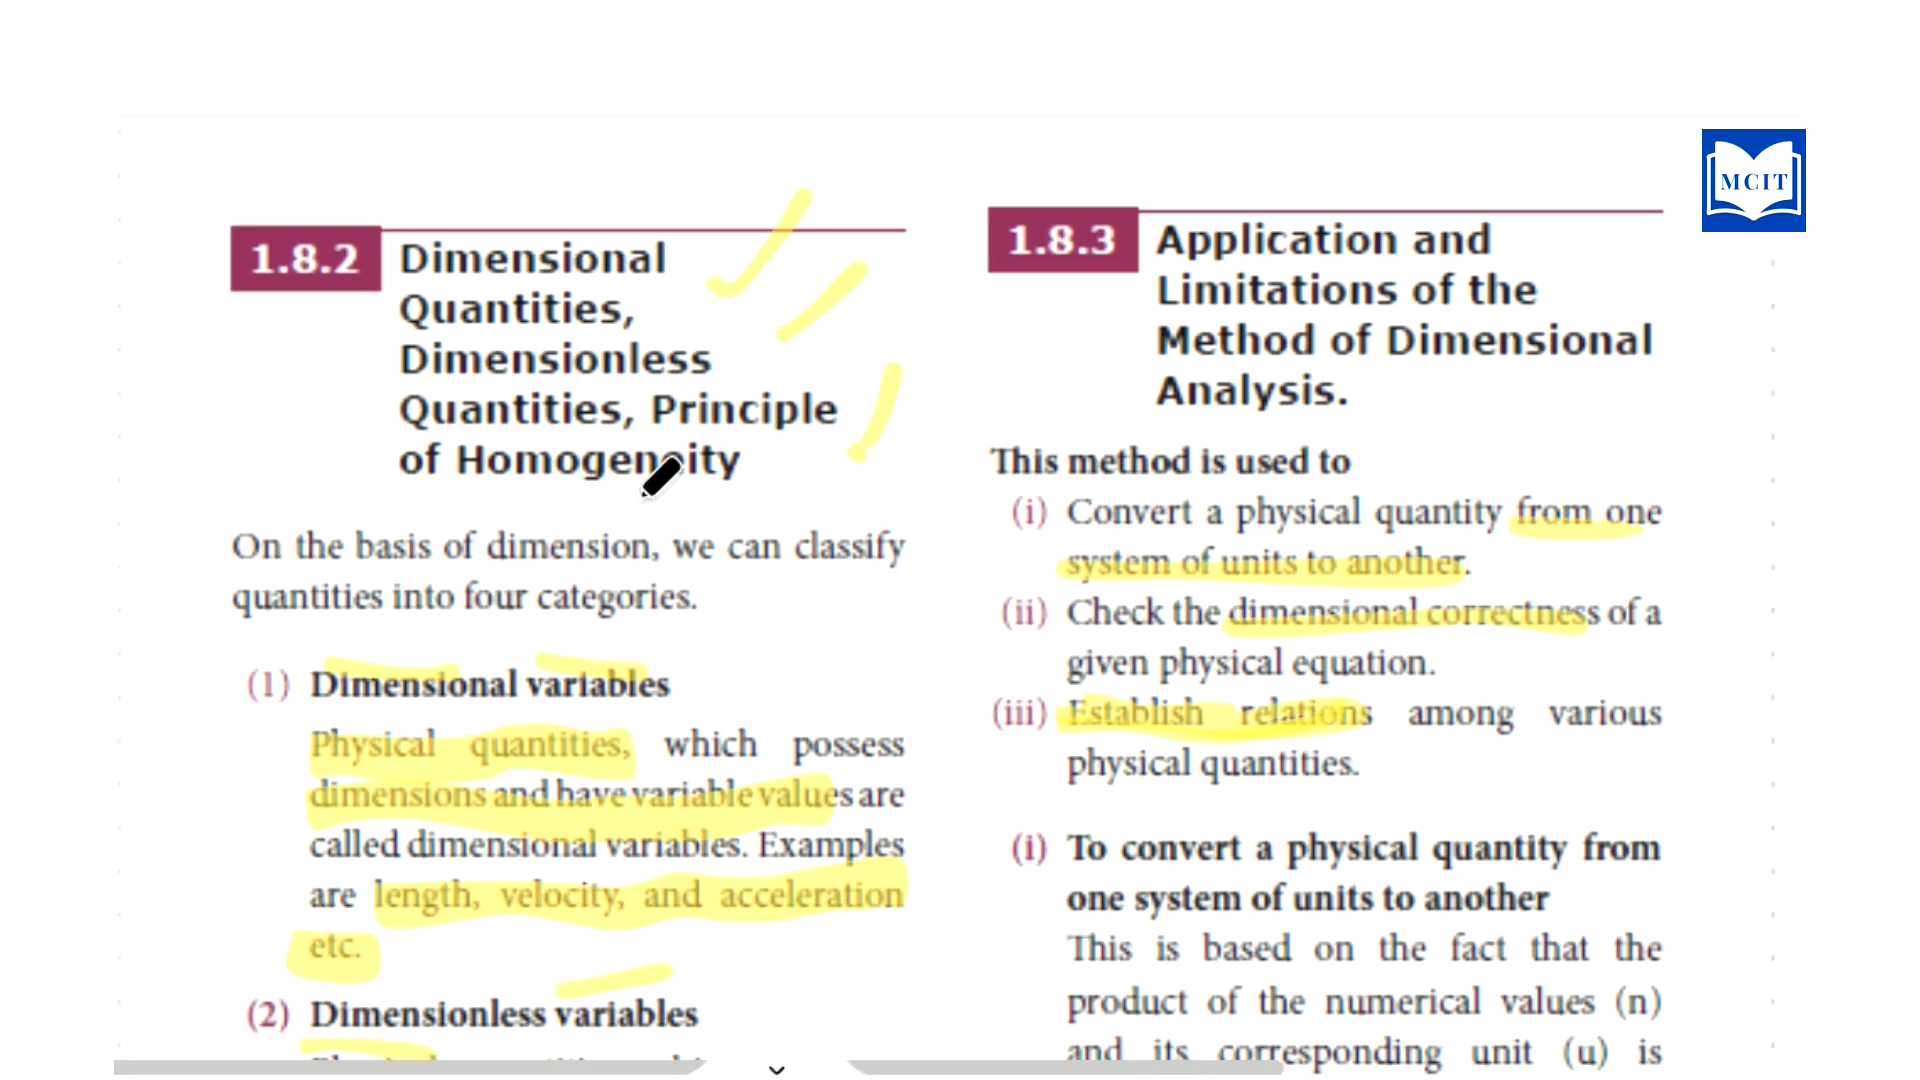 1.8.2 Dimensional
Quantities,
Dimensionless
Quantities, Principle
of Homogeneity
On the basis of dimension, we can classify
quantities into four categories.
(1) Dimensional variables
Physical quantities, which possess
dimensions and have variable values are
called dimensional variables. Examples
are length, velocity, and acceleration
etc.
(2) Dimensionless variables
1.8.3 Application and
Limitations of the
Method of Dimensional
Analysis.
This method is used to
(i) Convert a physical quantity from one
system of units to another.
(ii) Check the dimensional correctness of a
given physical equation.
(iii) Establish relations among various
physical quantities.
(i) To convert a physical quantity from
one system of units to another
This is based on the fact that the
product of the numerical values (n)
and its corresponding unit (u) is
MCIT